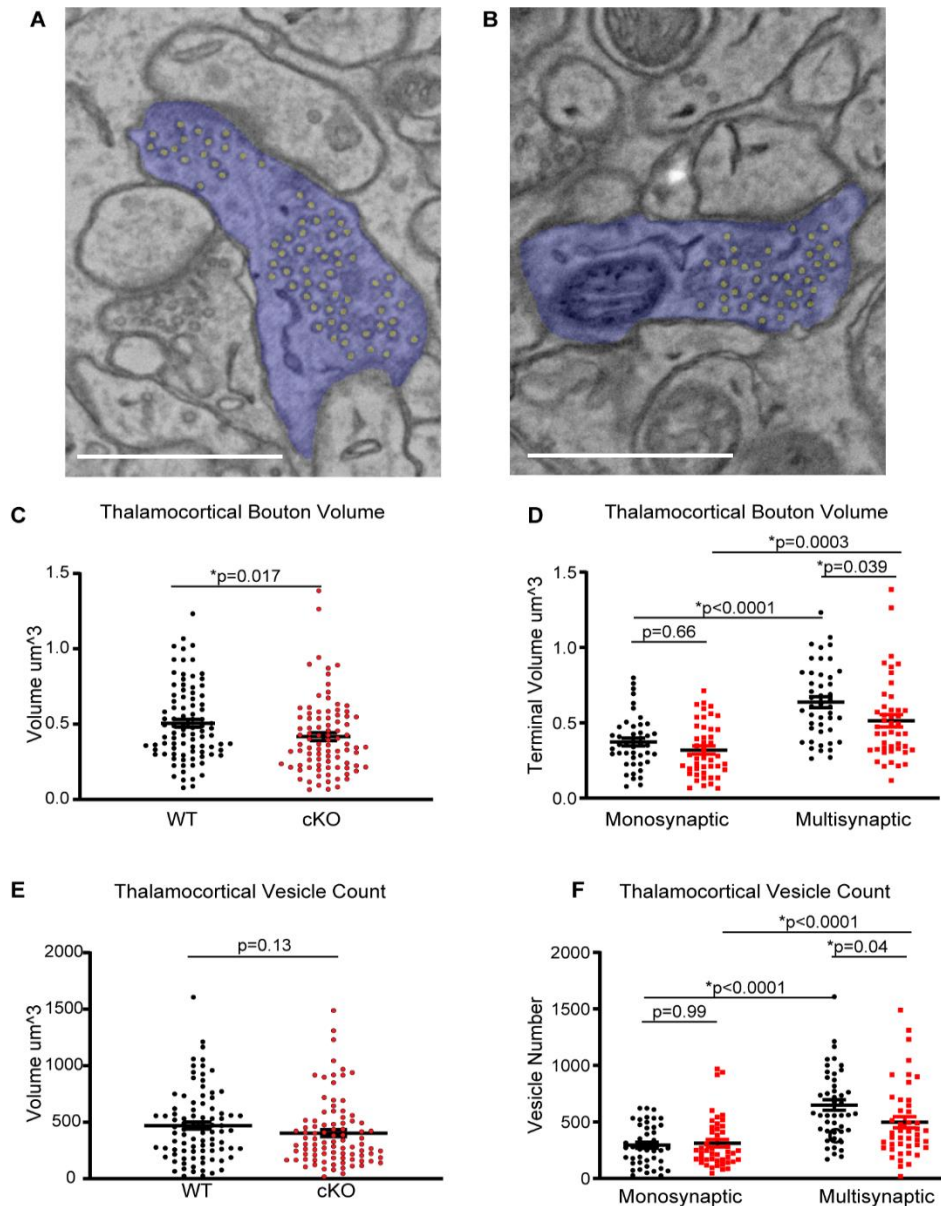 A
B
C
Thalamocortical Bouton Volume
*p=0.017
Volume um^3
1.5
1.0
0.5
0.0
WT
cKO
D
Thalamocortical Bouton Volume
*p=0.0003
*p=0.039
*p<0.0001
p=0.66
Terminal Volume um^3
1.5
1.0
0.5
0.0
Monosynaptic
Multisynaptic
E
Thalamocortical Vesicle Count
p=0.13
Volume um^3
2000
1500
1000
500
0
WT
cKO
F
Thalamocortical Vesicle Count
*p<0.0001
*p=0.04
*p<0.0001
p=0.99
Vesicle Number
2000
1500
1000
500
0
Monosynaptic
Multisynaptic